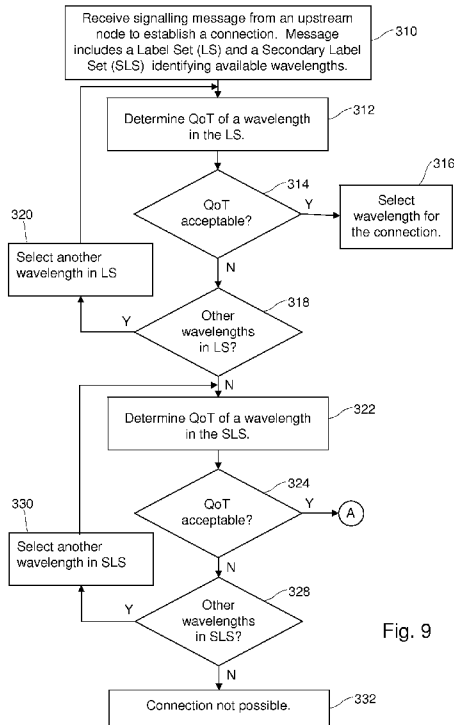 Receive signalling message from an upstream
node to establish a connection. Message
includes a Label Set (LS) and a Secondary Label
Set (SLS) identifying available wavelengths.
310
Determine QoT of a wavelength
in the LS.
312
QoT
acceptable?
314
Y
N
Select
wavelength for
the connection.
316
320
Select another
wavelength in LS
Other
wavelengths
in LS?
318
Y
N
Determine QoT of a wavelength
in the SLS.
322
QoT
acceptable?
324
Y
A
N
330
Select another
wavelength in SLS
Other
wavelengths
in SLS?
328
Y
N
Connection not possible.
332
Fig. 9